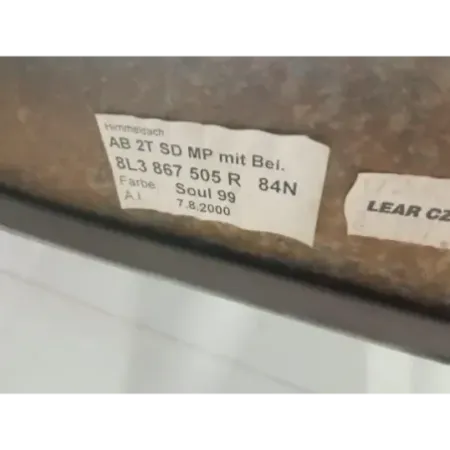 Himmeldach
AB 2T SD MP mit Bel.
8L3 867 505 R 84N
Farbe Soul 99
A.I. 7.8.2000
LEAR CZ